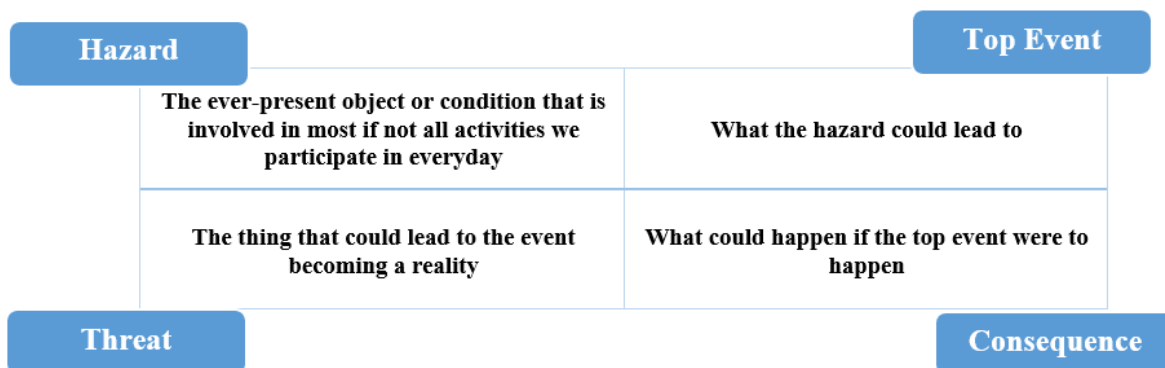 Hazard
Top Event
The ever-present object or condition that is
involved in most if not all activities we
participate in everyday
What the hazard could lead to
The thing that could lead to the event
becoming a reality
What could happen if the top event were to
happen
Threat
Consequence